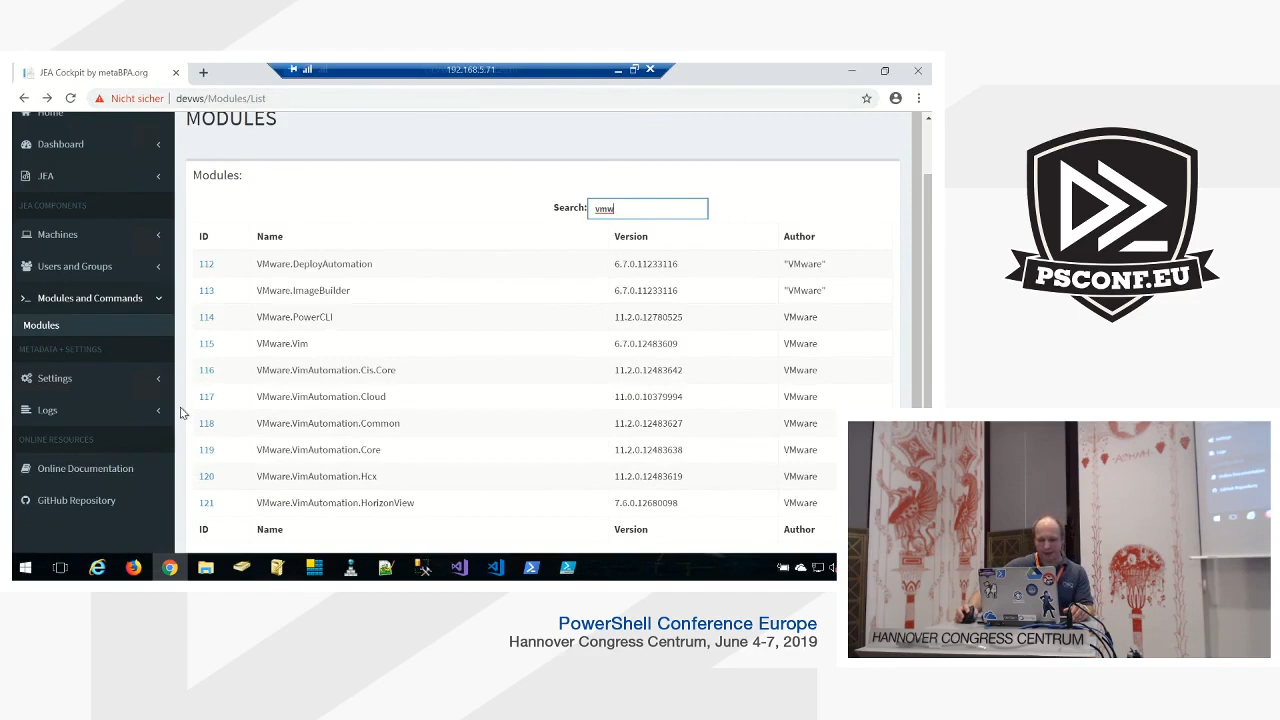 JEA Cockpit by metaBPA.org
192.168.5.71
Nicht sicher
devws/Modules/List
Home
Dashboard
JEA
JEA COMPONENTS
Machines
Users and Groups
Modules and Commands
Modules
METADATA + SETTINGS
Settings
Logs
ONLINE RESOURCES
Online Documentation
GitHub Repository
MODULES
Modules:
Search: vmw
ID Name Version Author
112 VMware.DeployAutomation 6.7.0.11233116 "VMware"
113 VMware.ImageBuilder 6.7.0.11233116 "VMware"
114 VMware.PowerCLI 11.2.0.12780525 VMware
115 VMware.Vim 6.7.0.12483609 VMware
116 VMware.VimAutomation.Cis.Core 11.2.0.12483642 VMware
117 VMware.VimAutomation.Cloud 11.0.0.10379994 VMware
118 VMware.VimAutomation.Common 11.2.0.12483627 VMware
119 VMware.VimAutomation.Core 11.2.0.12483638 VMware
120 VMware.VimAutomation.Hcx 11.2.0.12483619 VMware
121 VMware.VimAutomation.HorizonView 7.6.0.12680098 VMware
ID Name Version Author
PSCONF.EU
HANNOVER CONGRESS CENTRUM
PowerShell Conference Europe
Hannover Congress Centrum, June 4-7, 2019